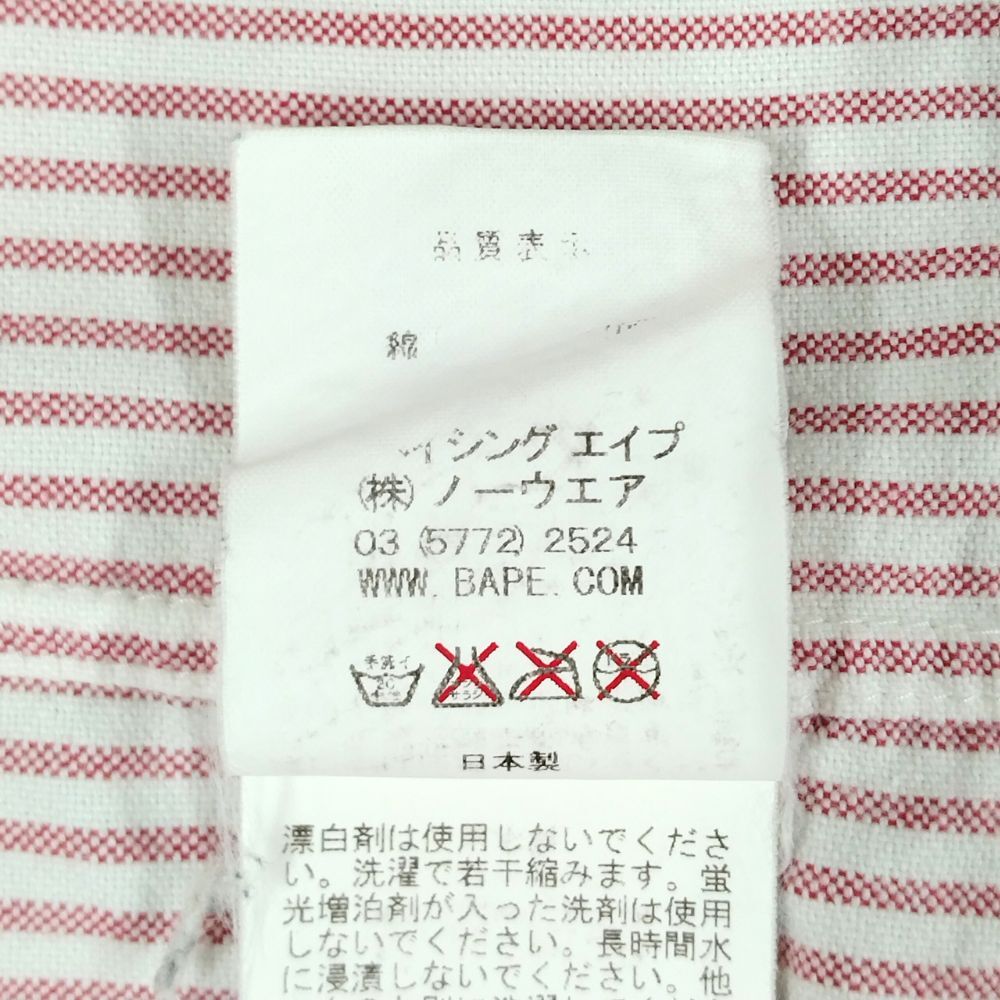 品質表示
綿
イシング エイプ
(株) ノーウエア
03 (5772) 2524
WWW. BAPE. COM
手洗イ
日本製
漂白剤は使用しないでくださ
い。洗濯で若干縮みます。蛍
光増泊剤が入った洗剤は使用
しないでください。長時間水
に浸漬しないでください。他